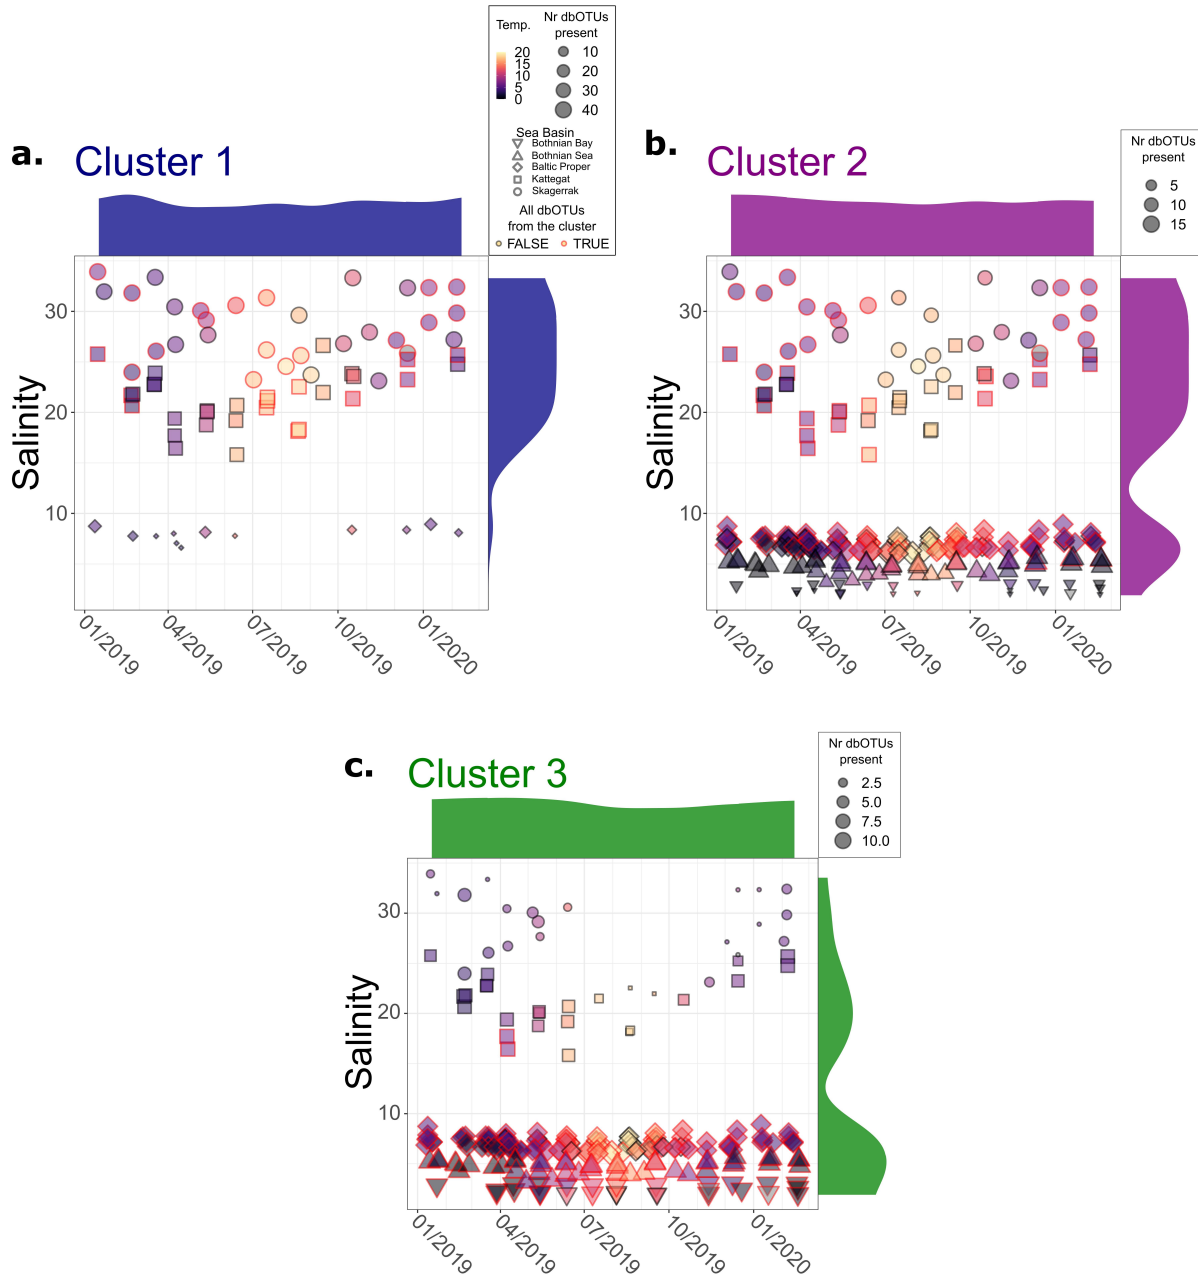 a.
Cluster 1
Temp.
20
15
10
5
0
Nr dbOTUs
present
10
20
30
40
Sea Basin
Bothnian Bay
Bothnian Sea
Baltic Proper
Kattegat
Skagerrak
All dbOTUs
from the cluster
FALSE
TRUE
Salinity
30
20
10
01/2019
04/2019
07/2019
10/2019
01/2020
b.
Cluster 2
Nr dbOTUs
present
5
10
15
Salinity
30
20
10
01/2019
04/2019
07/2019
10/2019
01/2020
c.
Cluster 3
Nr dbOTUs
present
2.5
5.0
7.5
10.0
Salinity
30
20
10
01/2019
04/2019
07/2019
10/2019
01/2020